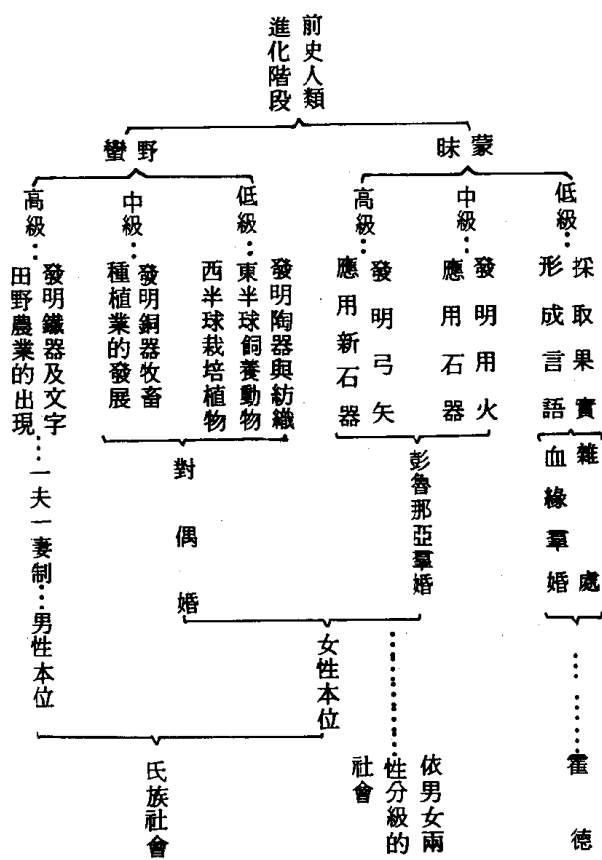 前史人類
進化階段
蒙昧
低級⋯採取果實
形成言語
雜處
血緣羣婚
⋯⋯⋯霍德
中級⋯發明用火
應用石器
高級⋯發明弓矢
應用新石器
彭魯那亞羣婚
⋯⋯⋯依男女兩
性分級的
社會
野蠻
低級⋯發明陶器與紡織
東半球飼養動物
西半球栽培植物
中級⋯發明銅器牧畜
種植業的發展
對偶婚
女性本位
高級⋯發明鐵器及文字
田野農業的出現⋯一夫一妻制⋯男性本位
氏族社會